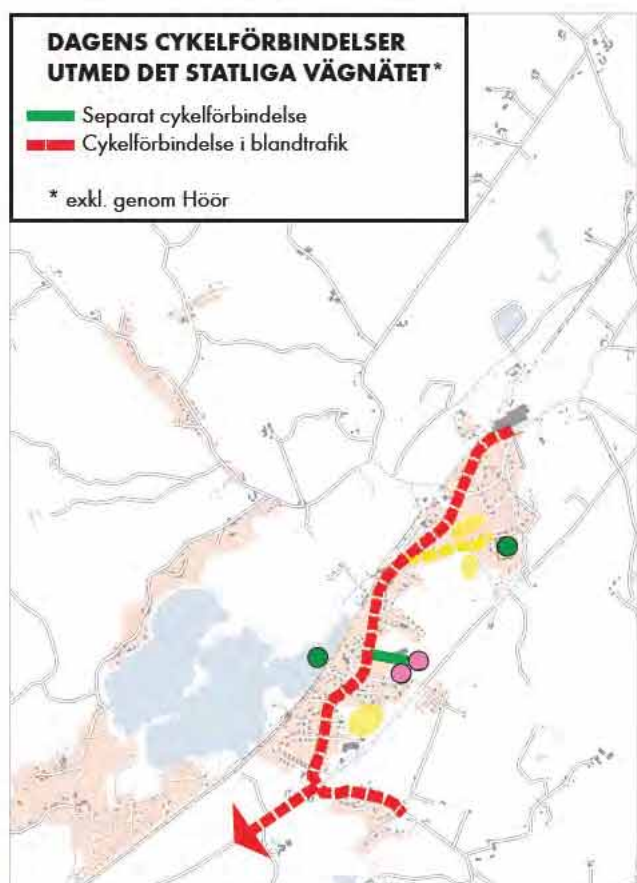 DAGENS CYKELFÖRBINDELSER
UTMED DET STATLIGA VÄGNÄTET*
Separat cykelförbindelse
Cykelförbindelse i blandtrafik
* exkl. genom Höör